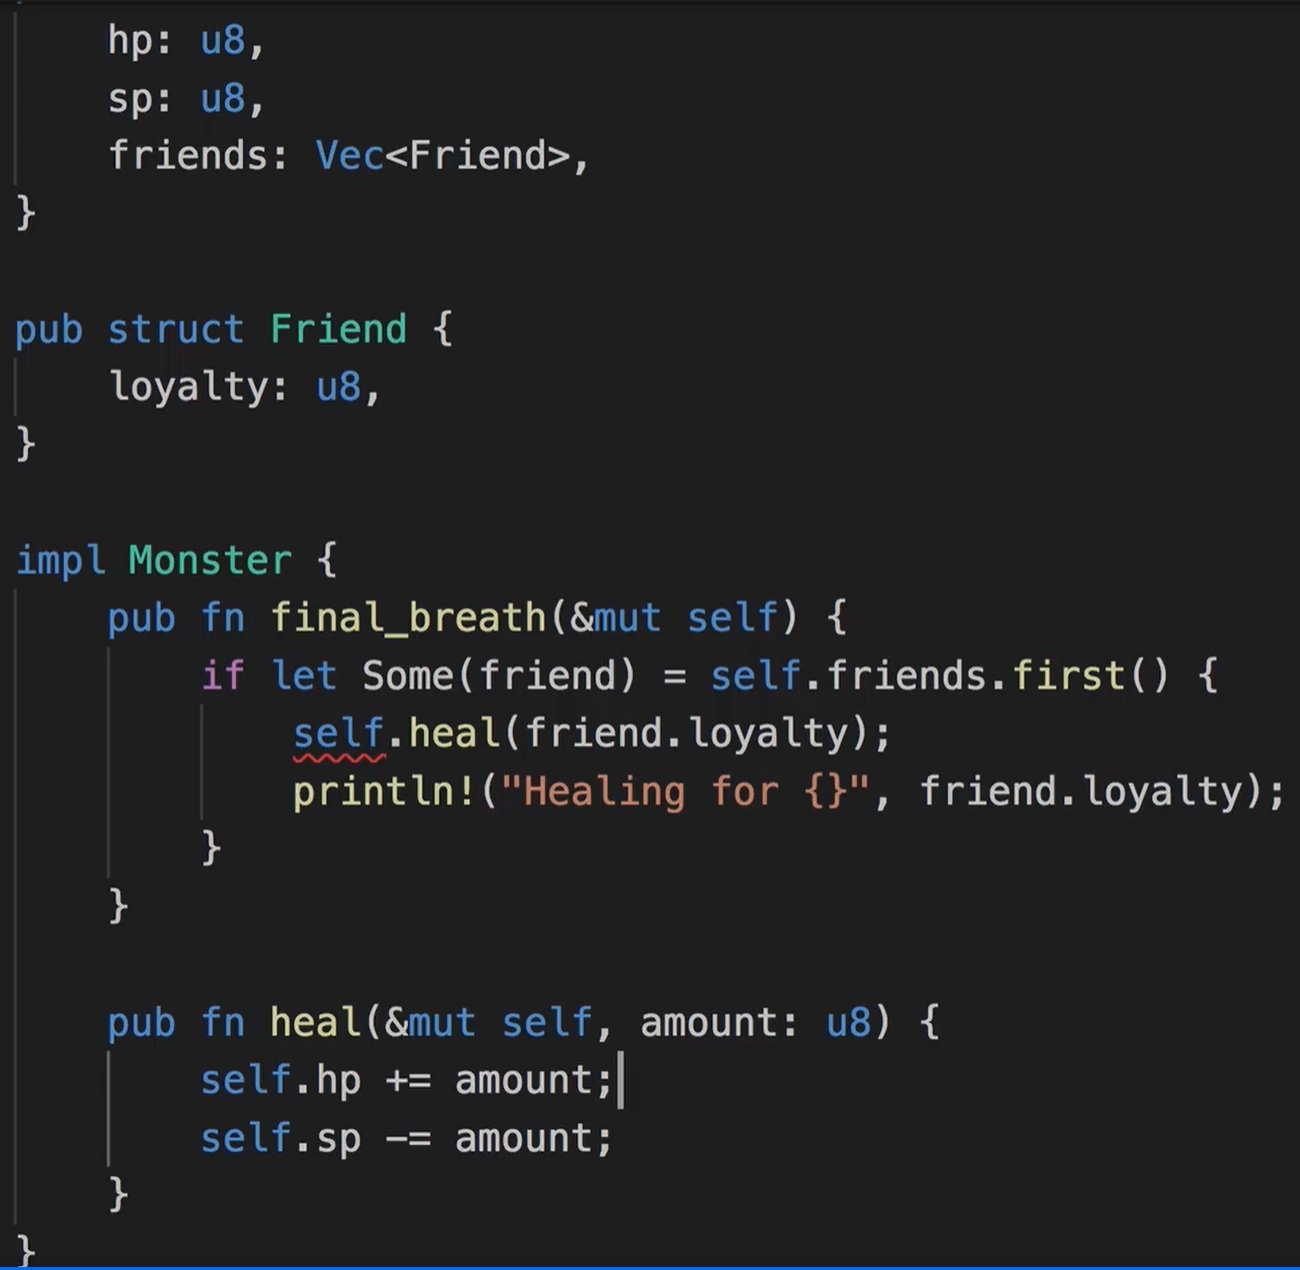 hp: u8,
sp: u8,
friends: Vec<Friend>,
}
pub struct Friend {
loyalty: u8,
}
impl Monster {
pub fn final_breath(&mut self) {
if let Some(friend) = self.friends.first() {
self.heal(friend.loyalty);
println!("Healing for {}", friend.loyalty);
}
}
pub fn heal(&mut self, amount: u8) {
self.hp += amount;
self.sp -= amount;
}
}